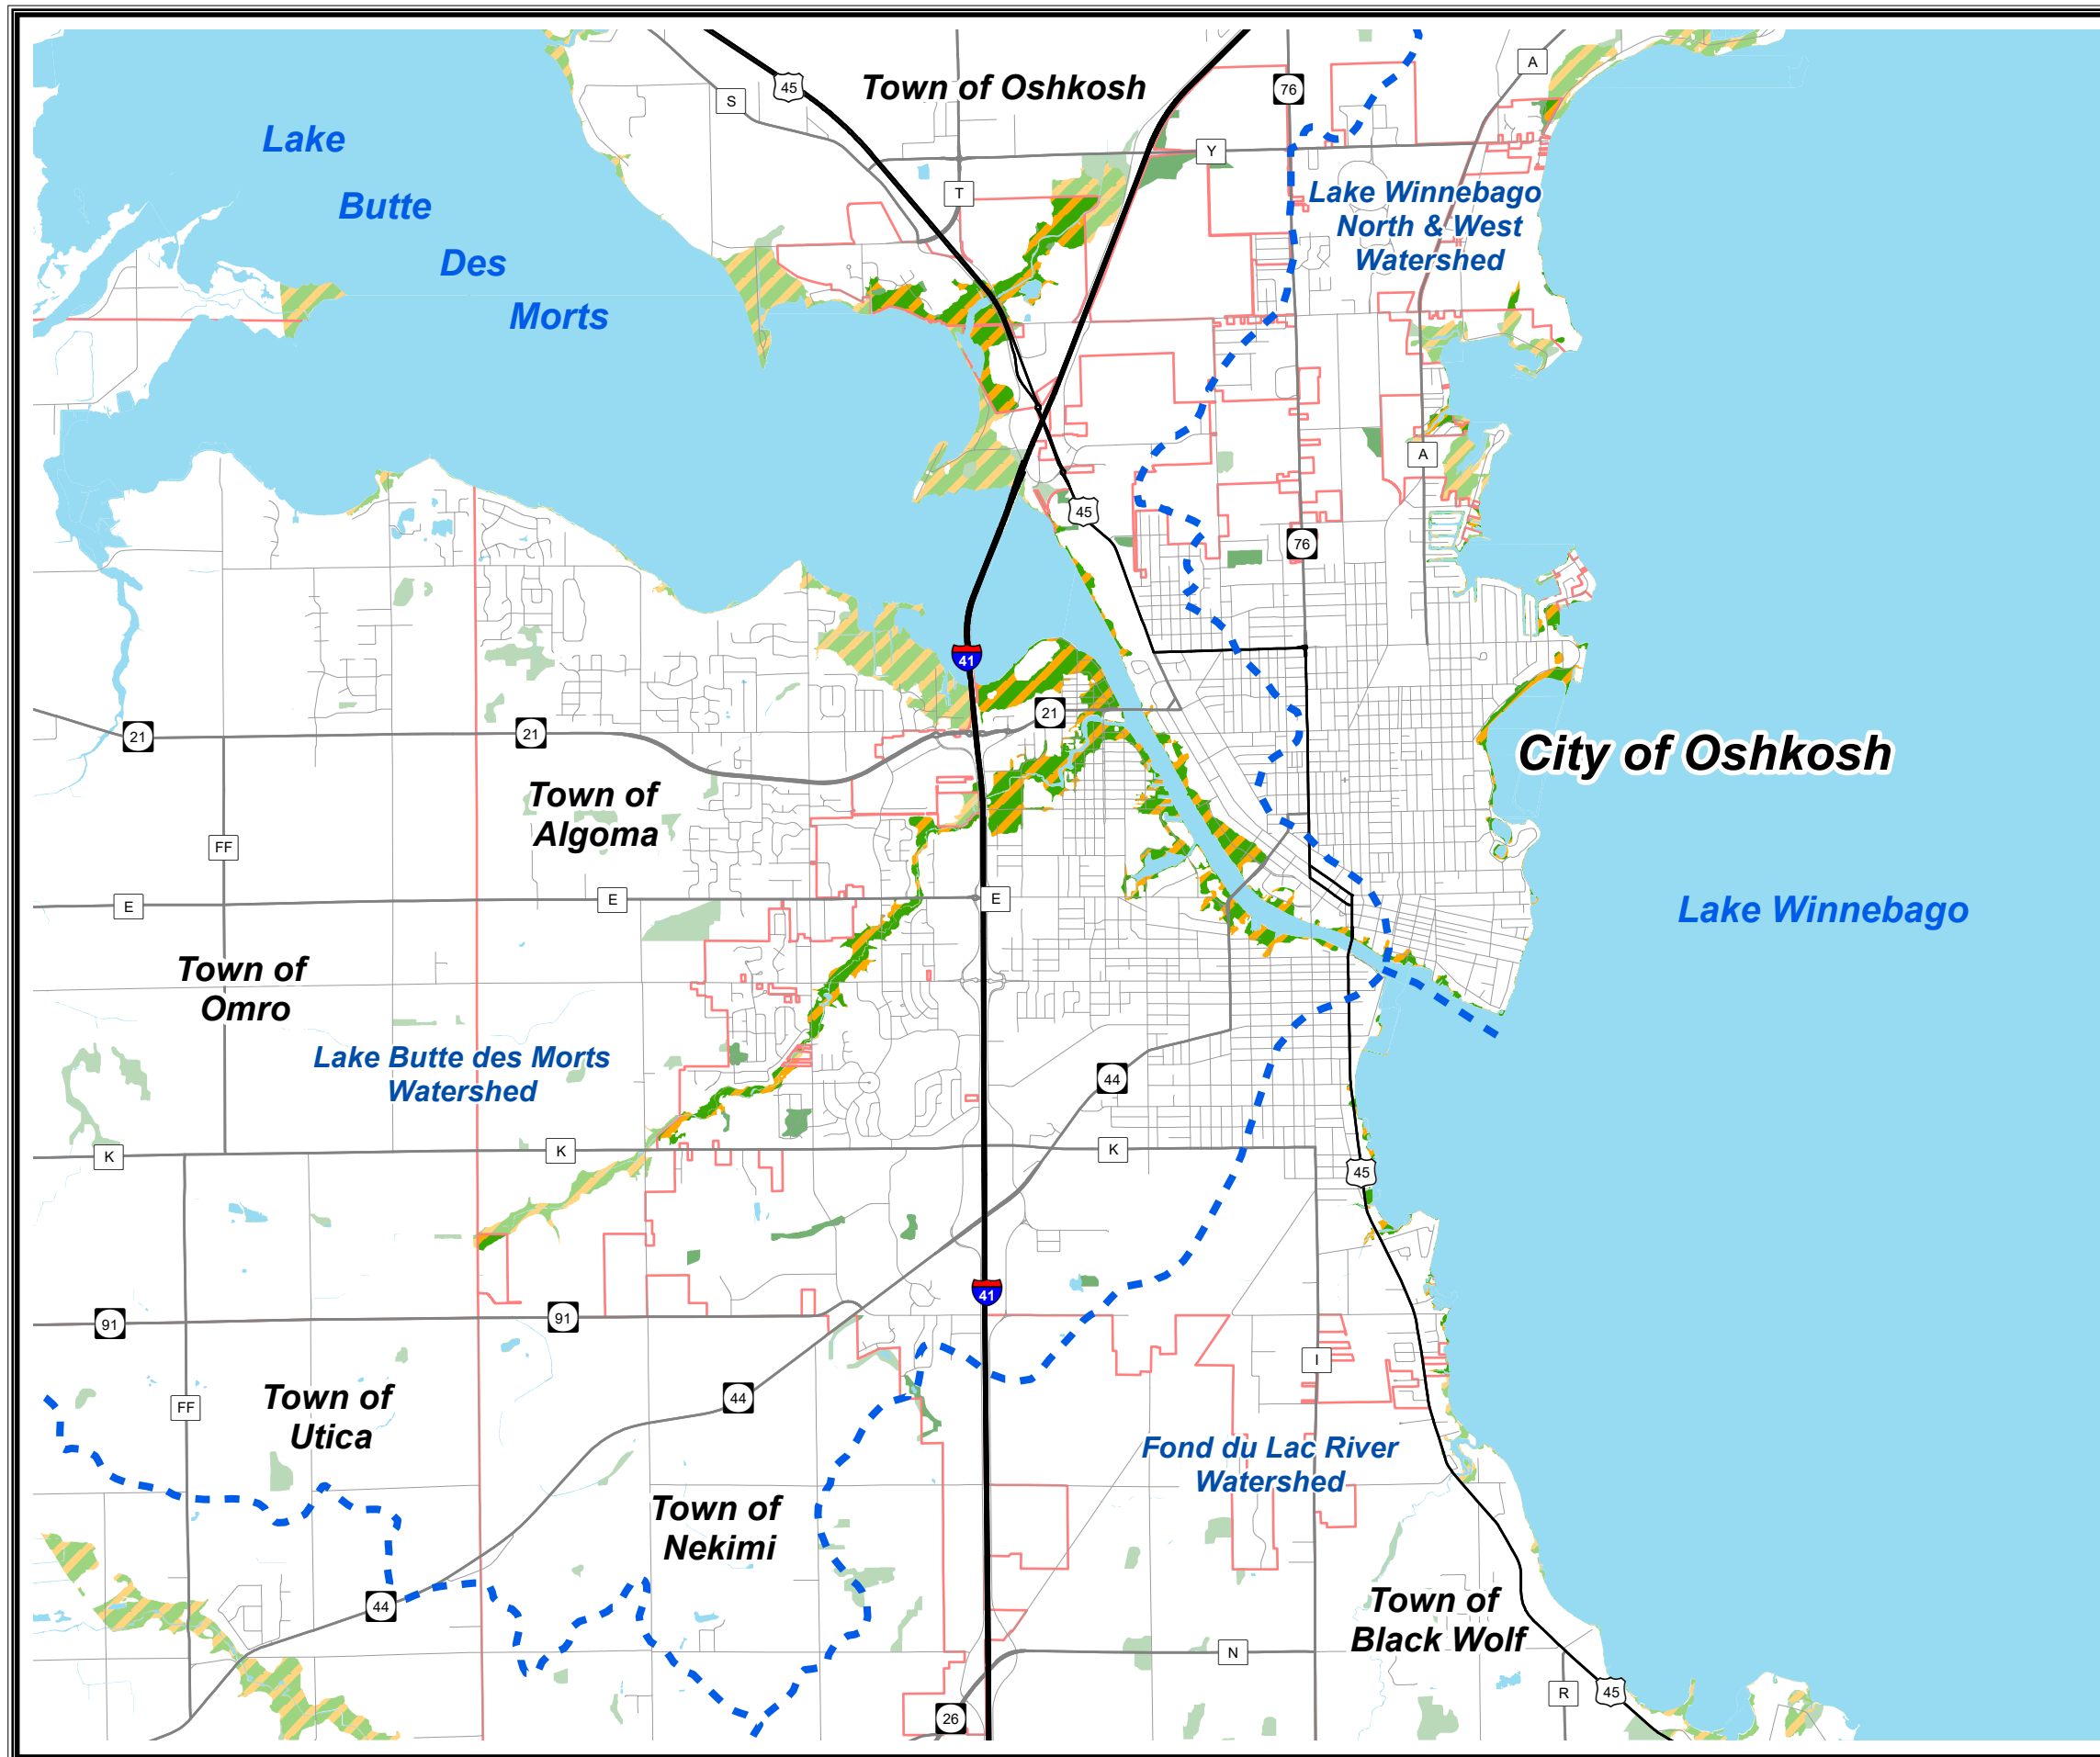 45
Town of Oshkosh
76
A
S
Lake
Y
T
Lake Winnebago
North & West
Watershed
Butte
Des
Morts
A
45
76
41
21
21
21
City of Oshkosh
Town of
Algoma
FF
E
E
E
Lake Winnebago
Town of
Omro
Lake Butte des Morts
Watershed
44
K
K
K
45
41
91
91
I
44
FF
Town of
Utica
Fond du Lac River
Watershed
Town of
Nekimi
44
Town of
Black Wolf
N
R
45
26